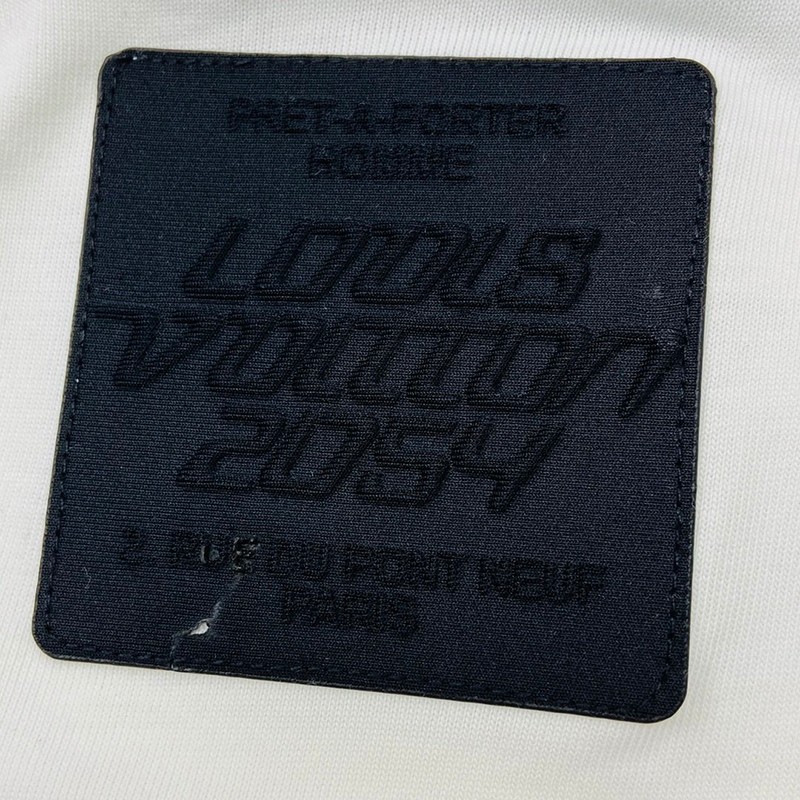 PRET-A-PORTER
HOMME
LOUIS
VUITTON
2054
2. RUE DU PONT NEUF
PARIS